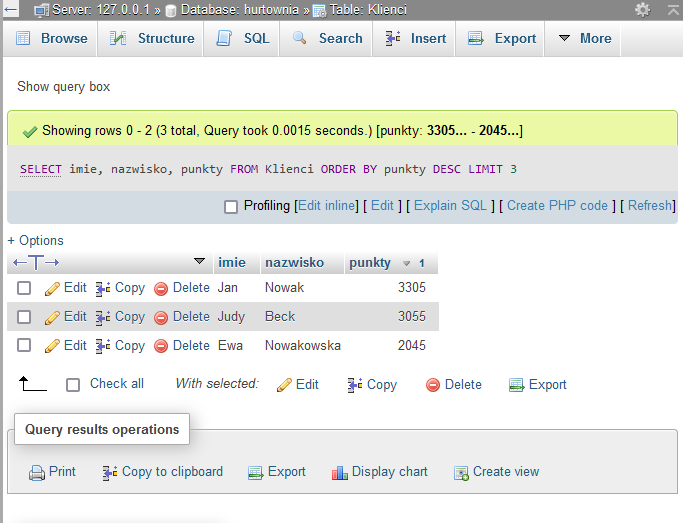 Server: 127.0.0.1 » Database: hurtownia » Table: Klienci
Browse Structure SQL Search Insert Export More
Show query box
Showing rows 0 - 2 (3 total, Query took 0.0015 seconds.) [punkty: 3305... - 2045...]
SELECT imie, nazwisko, punkty FROM Klienci ORDER BY punkty DESC LIMIT 3
Profiling [Edit inline] [ Edit ] [ Explain SQL ] [ Create PHP code ] [ Refresh]
+ Options
←T→ imie nazwisko punkty 1
Edit Copy Delete Jan Nowak 3305
Edit Copy Delete Judy Beck 3055
Edit Copy Delete Ewa Nowakowska 2045
Check all With selected: Edit Copy Delete Export
Query results operations
Print Copy to clipboard Export Display chart Create view